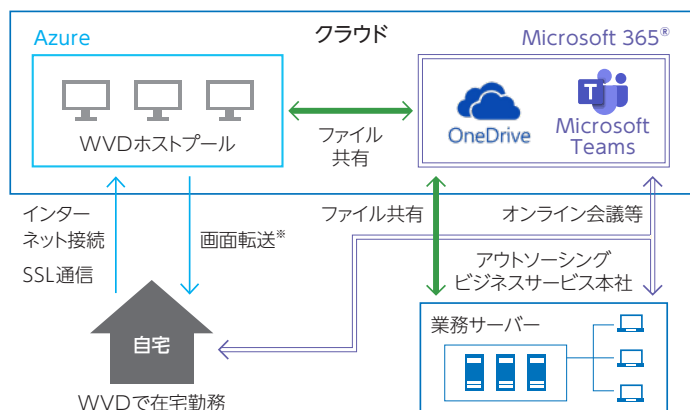 クラウド
Azure
Microsoft 365®
WVDホストプール
ファイル
共有
OneDrive
Microsoft
Teams
インター
ネット接続
SSL通信
画面転送※
ファイル共有
オンライン会議等
アウトソーシング
ビジネスサービス本社
業務サーバー
自宅
WVDで在宅勤務